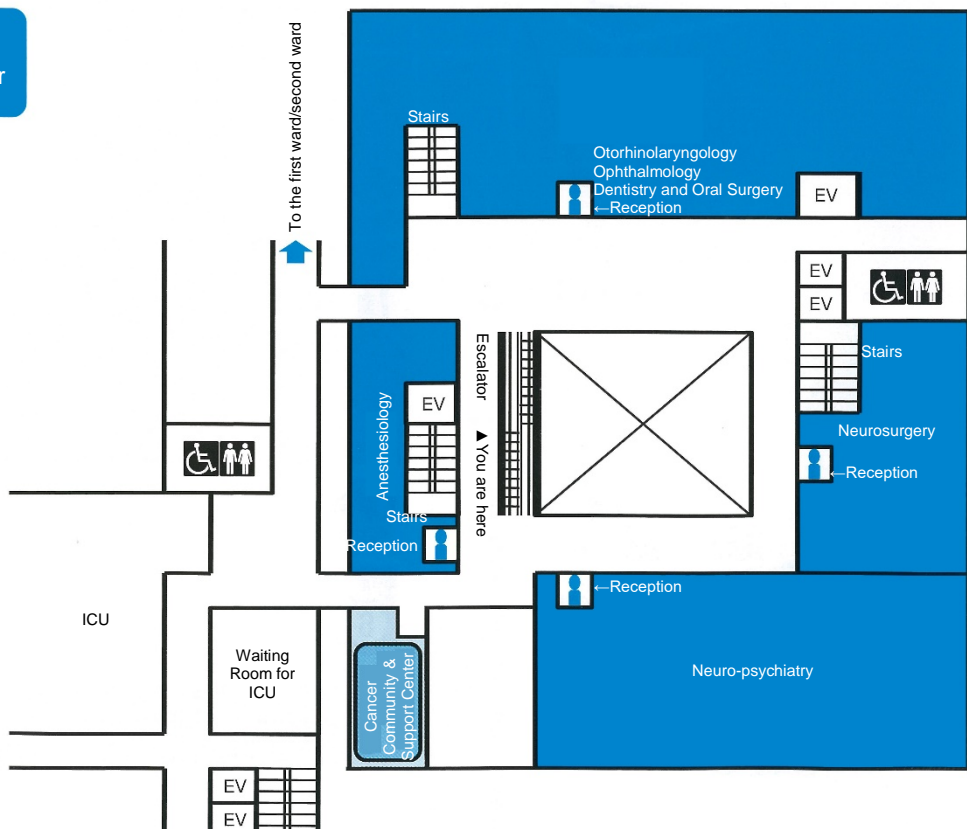 r
To the first ward/second ward
Stairs
Otorhinolaryngology
Ophthalmology
Dentistry and Oral Surgery
←Reception
EV
EV
EV
Stairs
Escalator
▲You are here
EV
Anesthesiology
Stairs
Reception
Neurosurgery
←Reception
←Reception
Neuro-psychiatry
ICU
Waiting
Room for
ICU
Cancer
Community &
Support Center
EV
EV